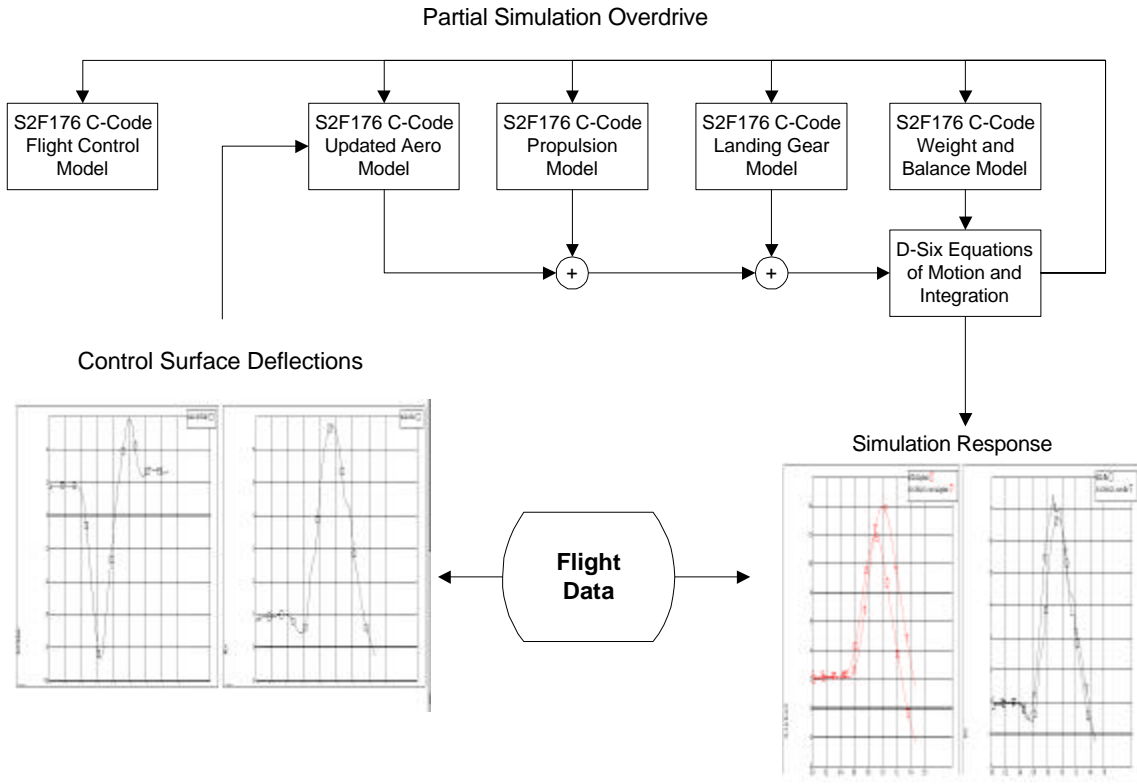 Partial Simulation Overdrive
S2F176 C-Code
Flight Control
Model
S2F176 C-Code
Updated Aero
Model
S2F176 C-Code
Propulsion
Model
S2F176 C-Code
Landing Gear
Model
S2F176 C-Code
Weight and
Balance Model
+
+
D-Six Equations
of Motion and
Integration
Control Surface Deflections
Simulation Response
Flight
Data